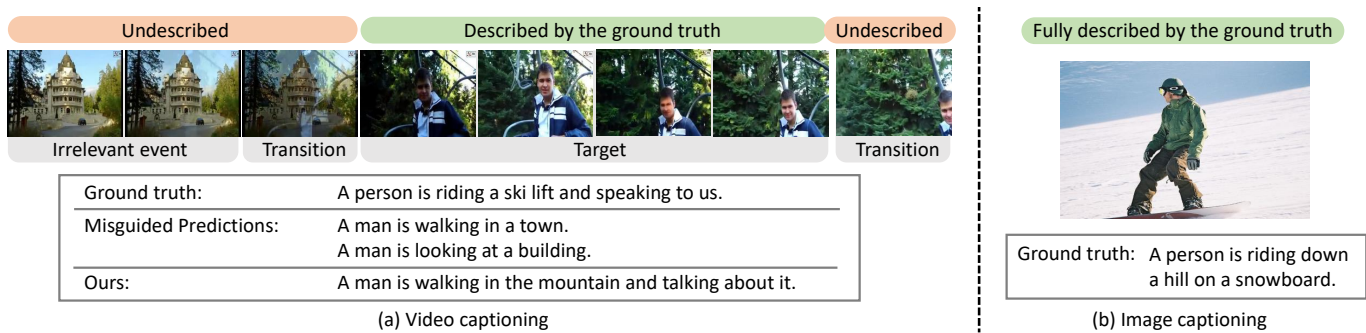 Undescribed
Described by the ground truth
Undescribed
Fully described by the ground truth
Irrelevant event
Transition
Target
Transition
Ground truth: A person is riding a ski lift and speaking to us.
Misguided Predictions: A man is walking in a town.
A man is looking at a building.
Ours: A man is walking in the mountain and talking about it.
Ground truth: A person is riding down
a hill on a snowboard.
(a) Video captioning
(b) Image captioning